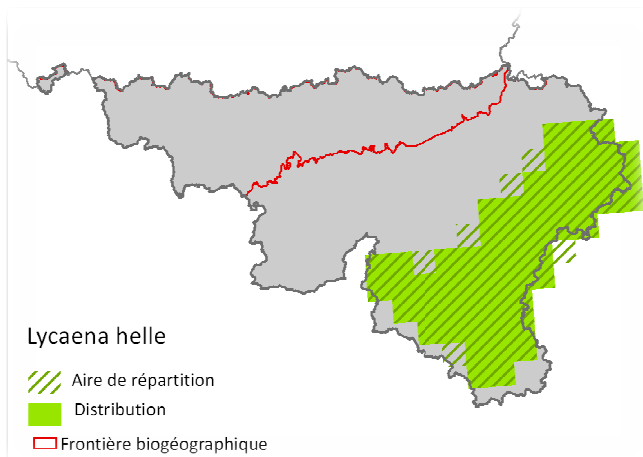 Lycaena helle
Aire de répartition
Distribution
Frontière biogéographique